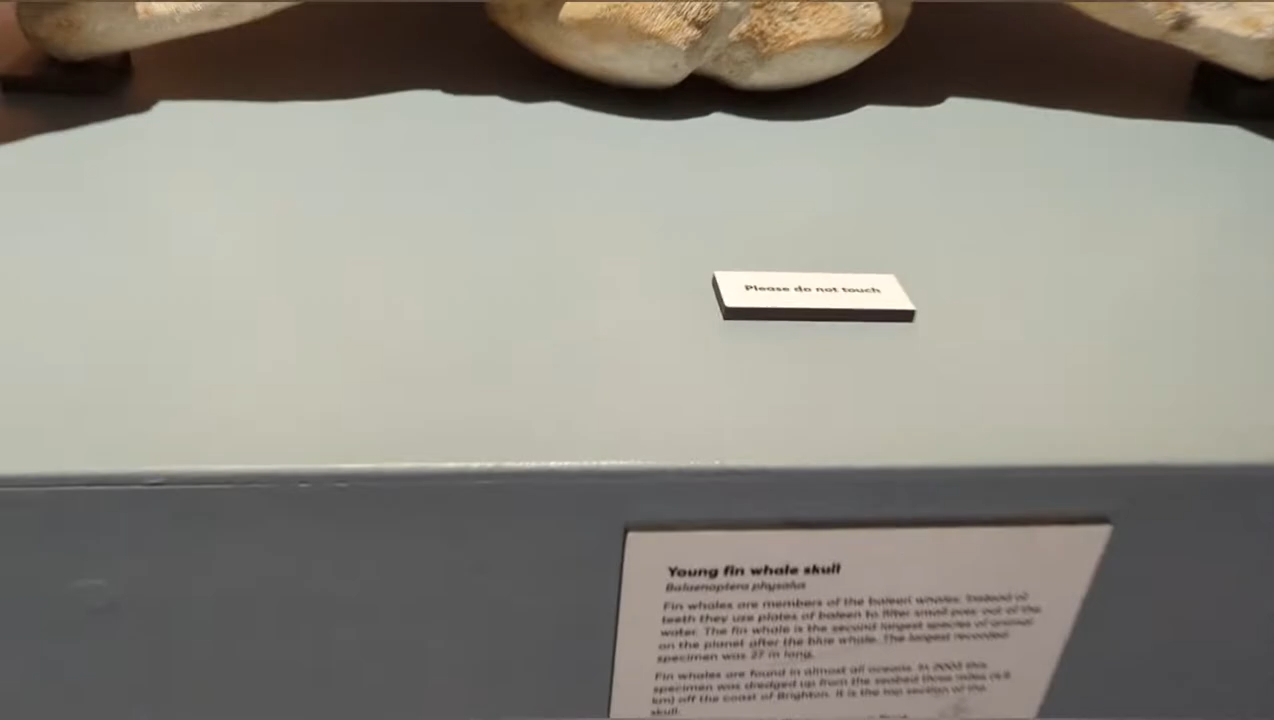 Please do not touch
Young fin whale skull
Balaenoptera physalus
Fin whales are members of the baleen whales. Instead of
teeth they use plates of baleen to filter small prey out of the
water. The fin whale is the second largest species of animal
on the planet after the blue whale. The largest recorded
specimen was 27 m long.
Fin whales are found in almost all oceans. In this
specimen was dredged up from the seabed three miles
km) off the coast of Brighton. It is the top section of the
skull.